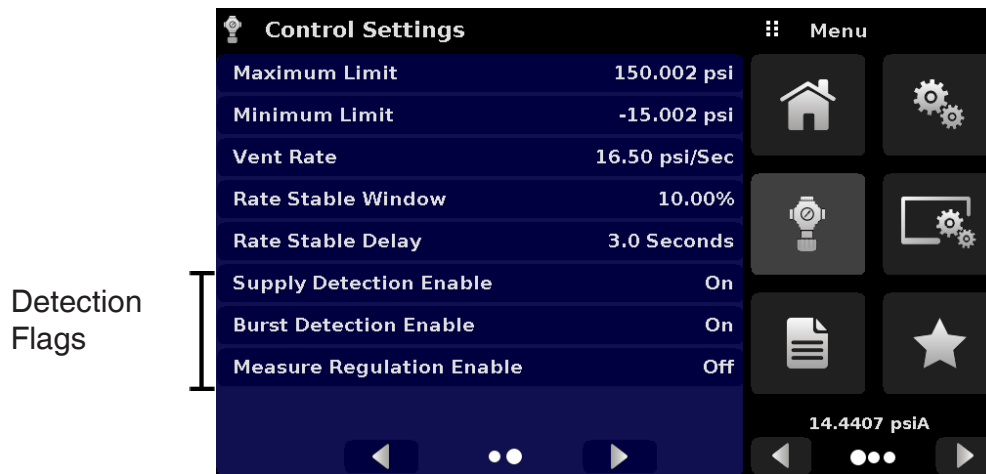 Control Settings
Menu
Maximum Limit 150.002 psi
Minimum Limit -15.002 psi
Vent Rate 16.50 psi/Sec
Rate Stable Window 10.00%
Rate Stable Delay 3.0 Seconds
Detection
Flags
Supply Detection Enable On
Burst Detection Enable On
Measure Regulation Enable Off
14.4407 psiA